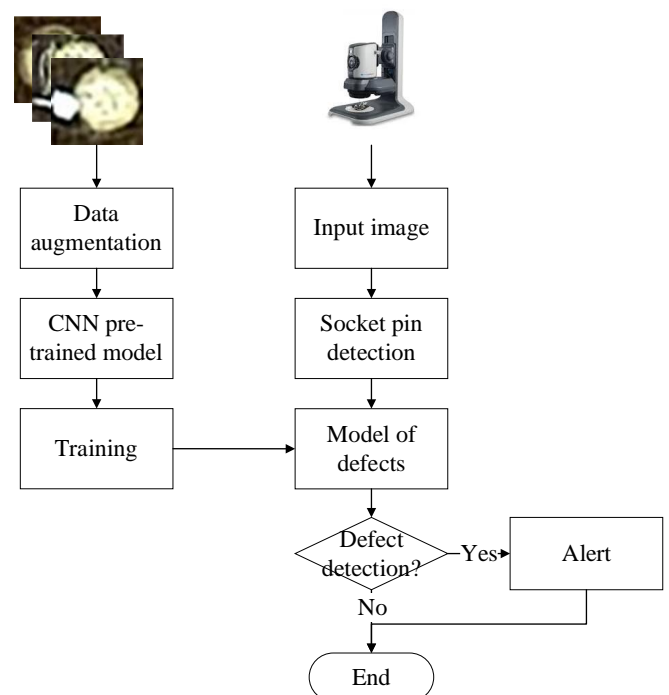 Data
augmentation
Input image
CNN pre-
trained model
Socket pin
detection
Training
Model of
defects
Defect
detection?
Yes
Alert
No
End